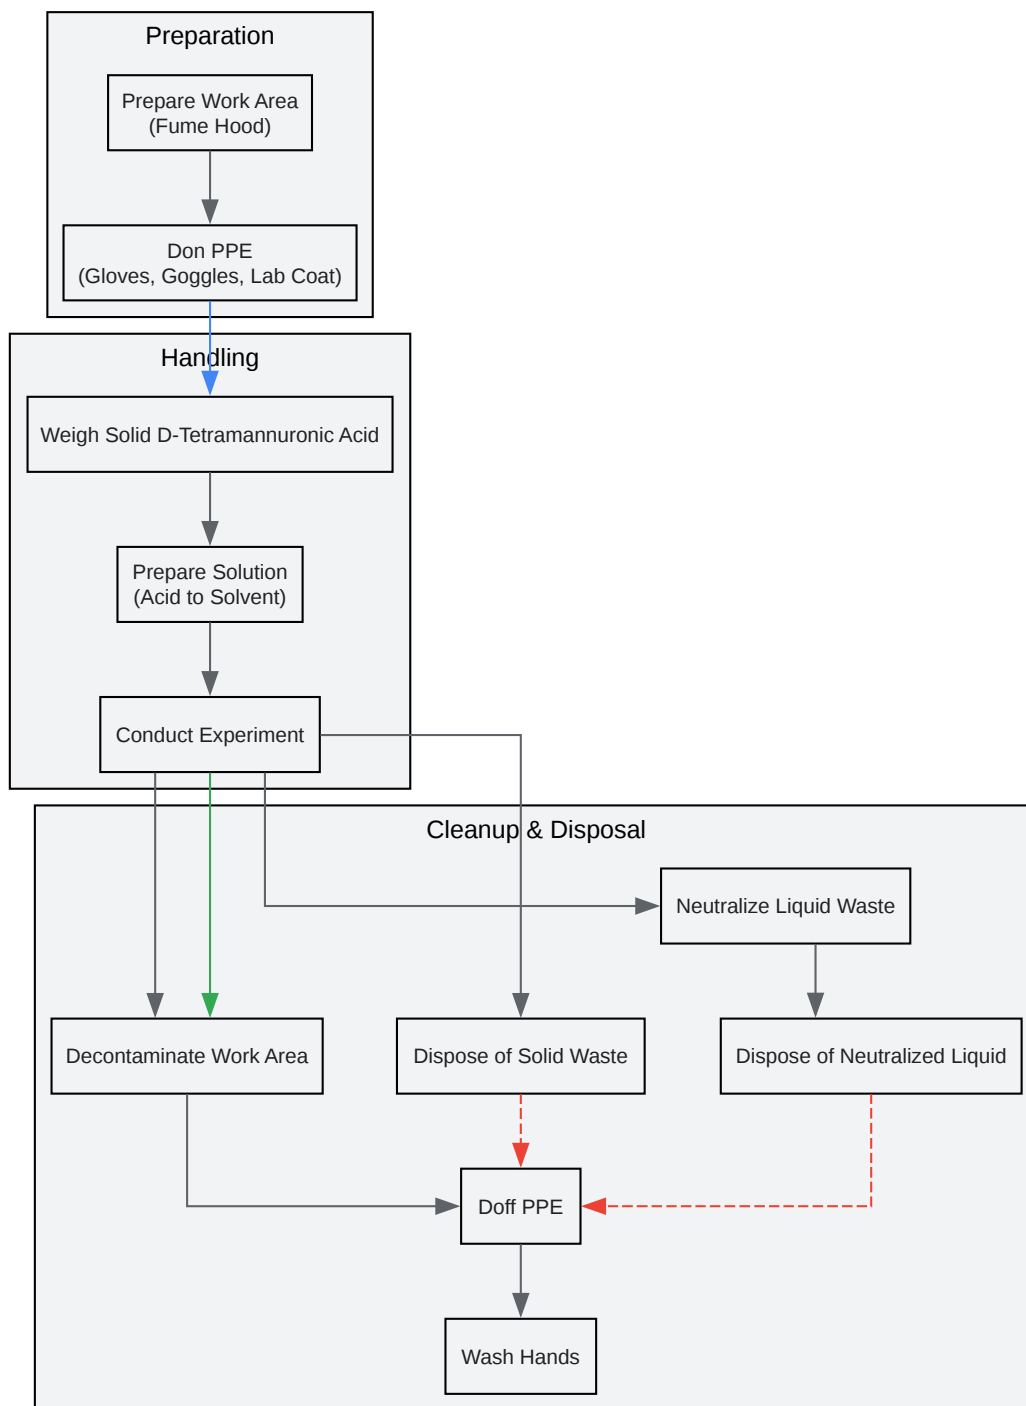 Preparation
Prepare Work Area
(Fume Hood)
Don PPE
(Gloves, Goggles, Lab Coat)
Handling
Weigh Solid D-Tetramannuronic Acid
Prepare Solution
(Acid to Solvent)
Conduct Experiment
Cleanup & Disposal
Neutralize Liquid Waste
Decontaminate Work Area
Dispose of Solid Waste
Dispose of Neutralized Liquid
Doff PPE
Wash Hands